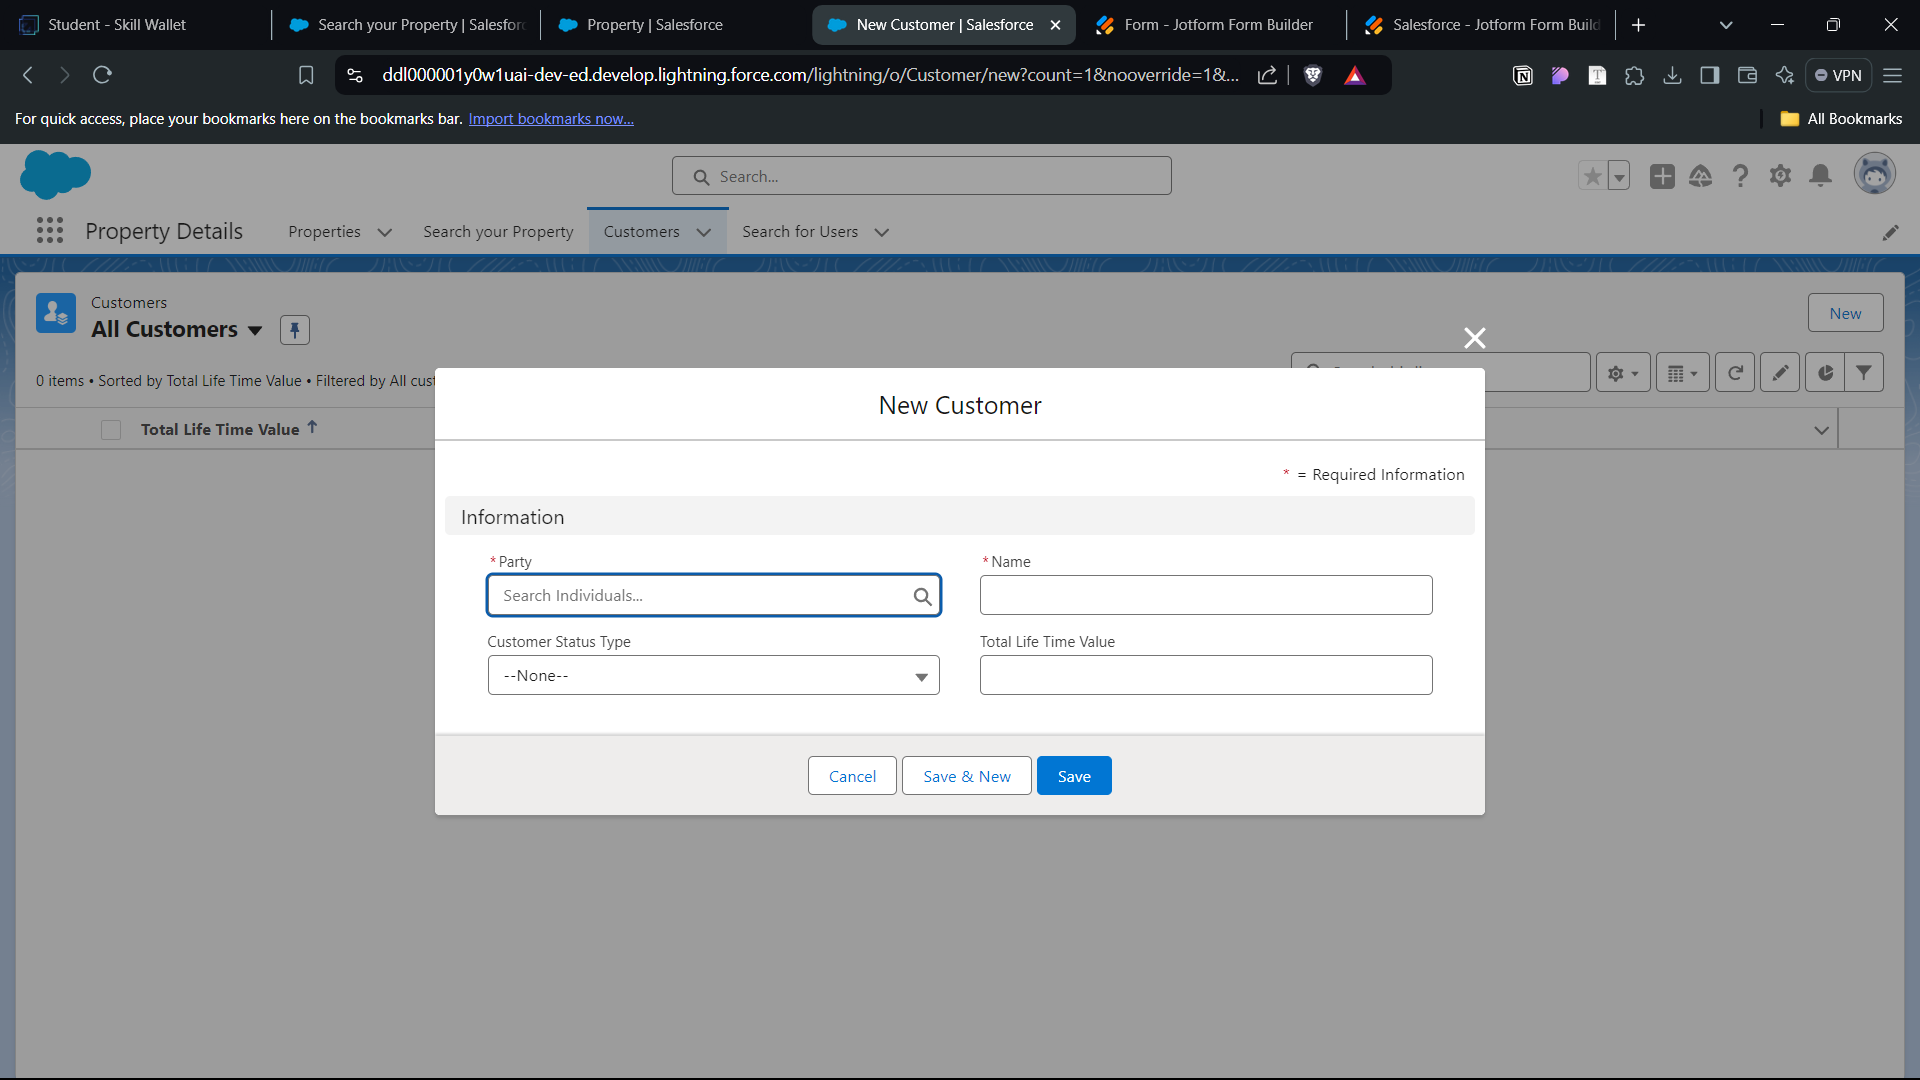 Student - Skill Wallet
Search your Property | Salesforc
Property | Salesforce
New Customer | Salesforce
Form - Jotform Form Builder
Salesforce - Jotform Form Build
ddl000001y0w1uai-dev-ed.develop.lightning.force.com/lightning/o/Customer/new?count=1&nooverride=1&...
VPN
For quick access, place your bookmarks here on the bookmarks bar. Import bookmarks now...
All Bookmarks
Search...
Property Details
Properties
Search your Property
Customers
Search for Users
Customers
All Customers
New
0 items • Sorted by Total Life Time Value • Filtered by All cust
Total Life Time Value
New Customer
* = Required Information
Information
*Party
*Name
Search Individuals...
Customer Status Type
Total Life Time Value
--None--
Cancel
Save & New
Save